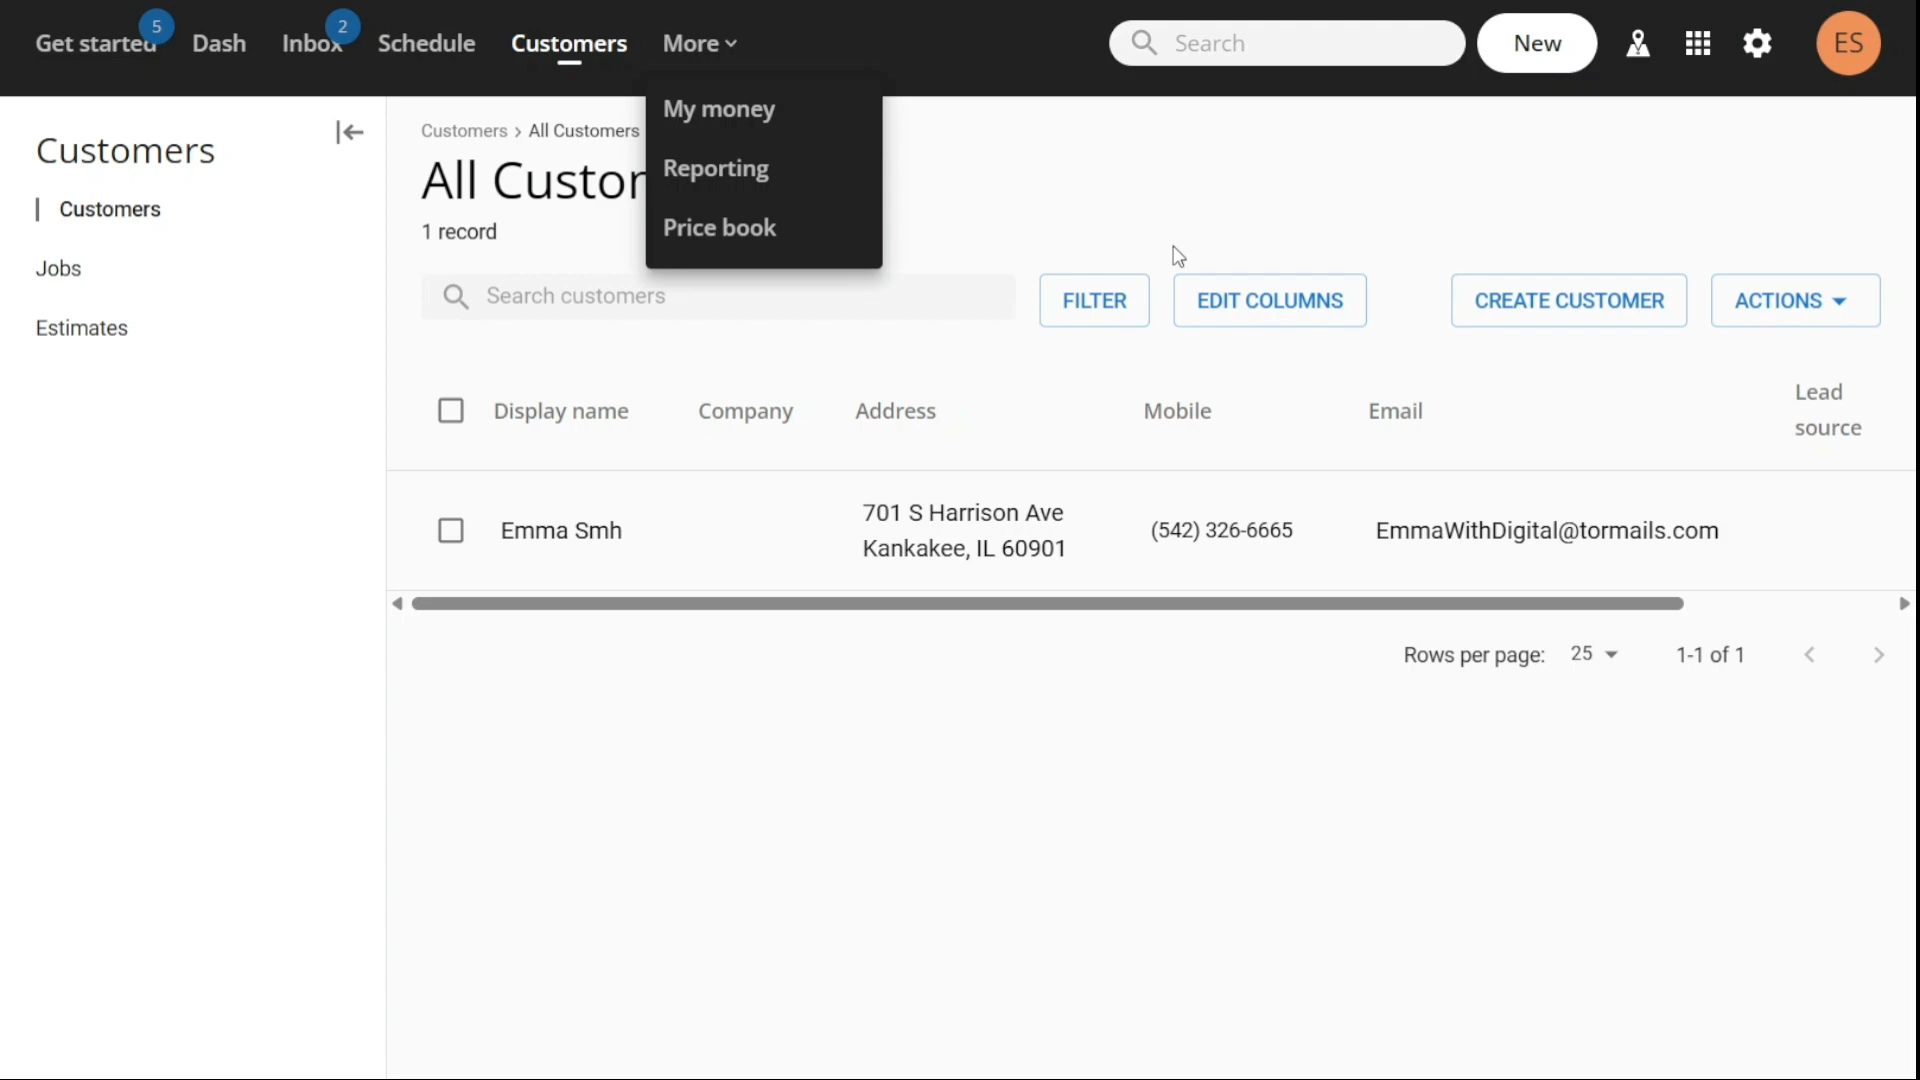 Get started 5 Dash Inbox 2 Schedule Customers More Search New ES
My money
Reporting
Price book
Customers
Customers
Jobs
Estimates
Customers > All Customers
All Custom
1 record
Search customers FILTER EDIT COLUMNS CREATE CUSTOMER ACTIONS
Display name Company Address Mobile Email Lead
source
Emma Smh 701 S Harrison Ave (542) 326-6665 EmmaWithDigital@tormails.com
Kankakee, IL 60901
Rows per page: 25 1-1 of 1